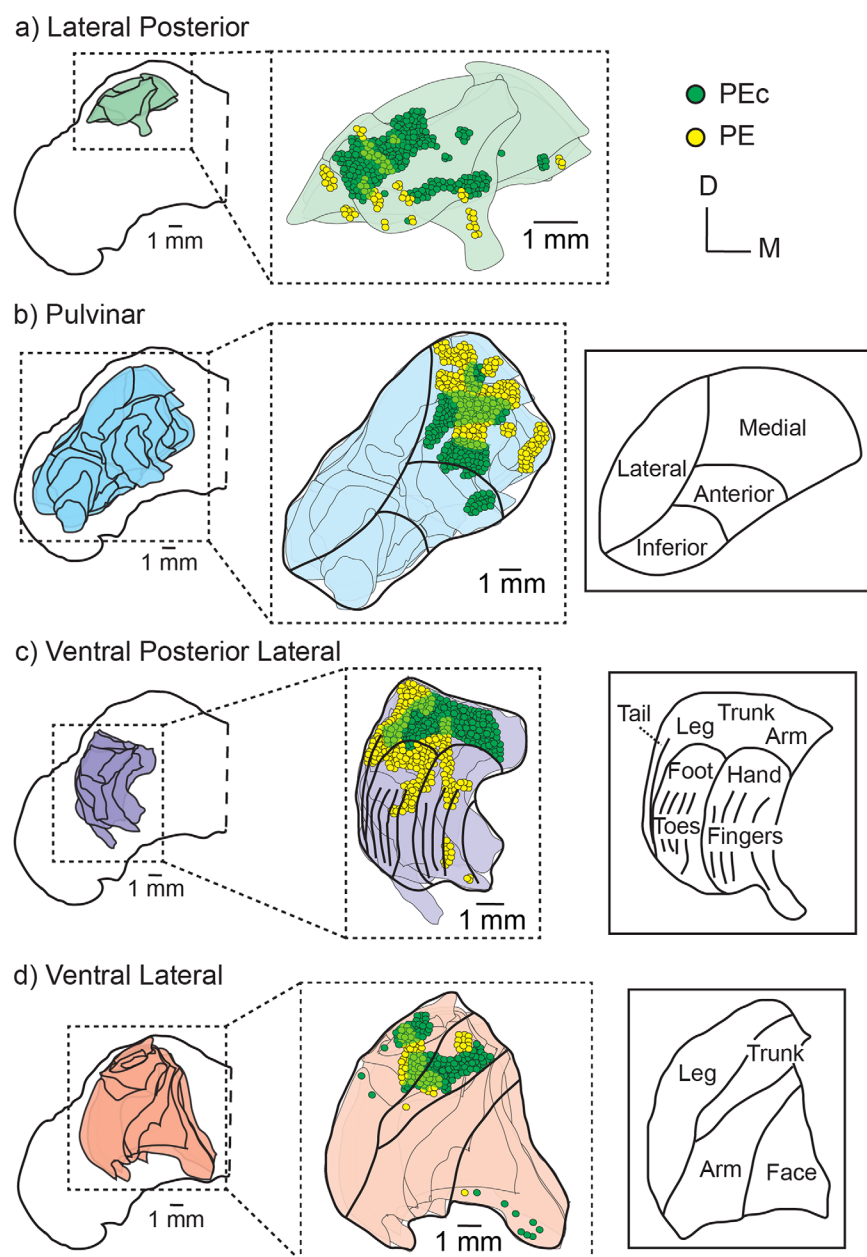 a) Lateral Posterior
PEc
PE
D
M
1 mm
1 mm
b) Pulvinar
Medial
Lateral
Anterior
Inferior
1 mm
1 mm
c) Ventral Posterior Lateral
Tail
Leg
Trunk
Arm
Foot
Hand
Toes
Fingers
1 mm
1 mm
d) Ventral Lateral
Leg
Trunk
Arm
Face
1 mm
1 mm